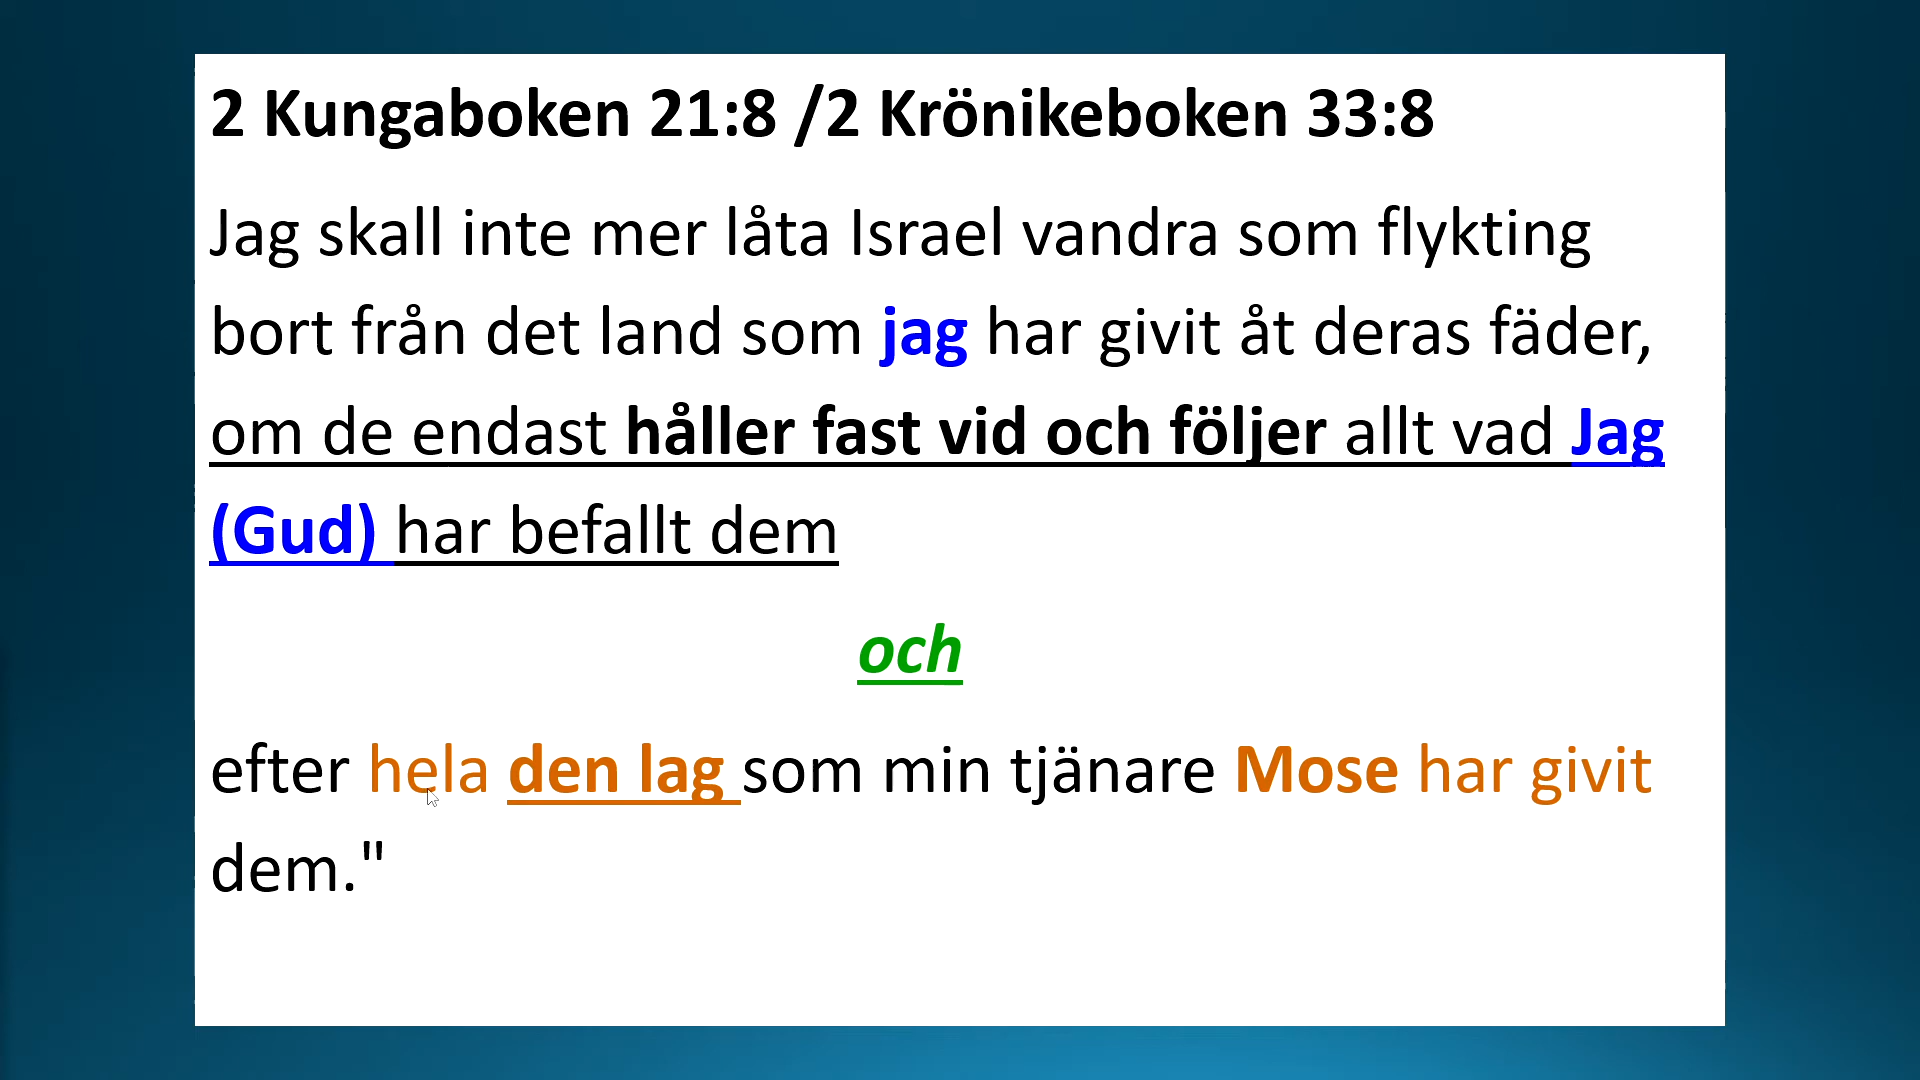 2 Kungaboken 21:8 /2 Krönikeboken 33:8
Jag skall inte mer låta Israel vandra som flykting
bort från det land som jag har givit åt deras fäder,
om de endast håller fast vid och följer allt vad Jag
(Gud) har befallt dem
och
efter hela den lag som min tjänare Mose har givit
dem."